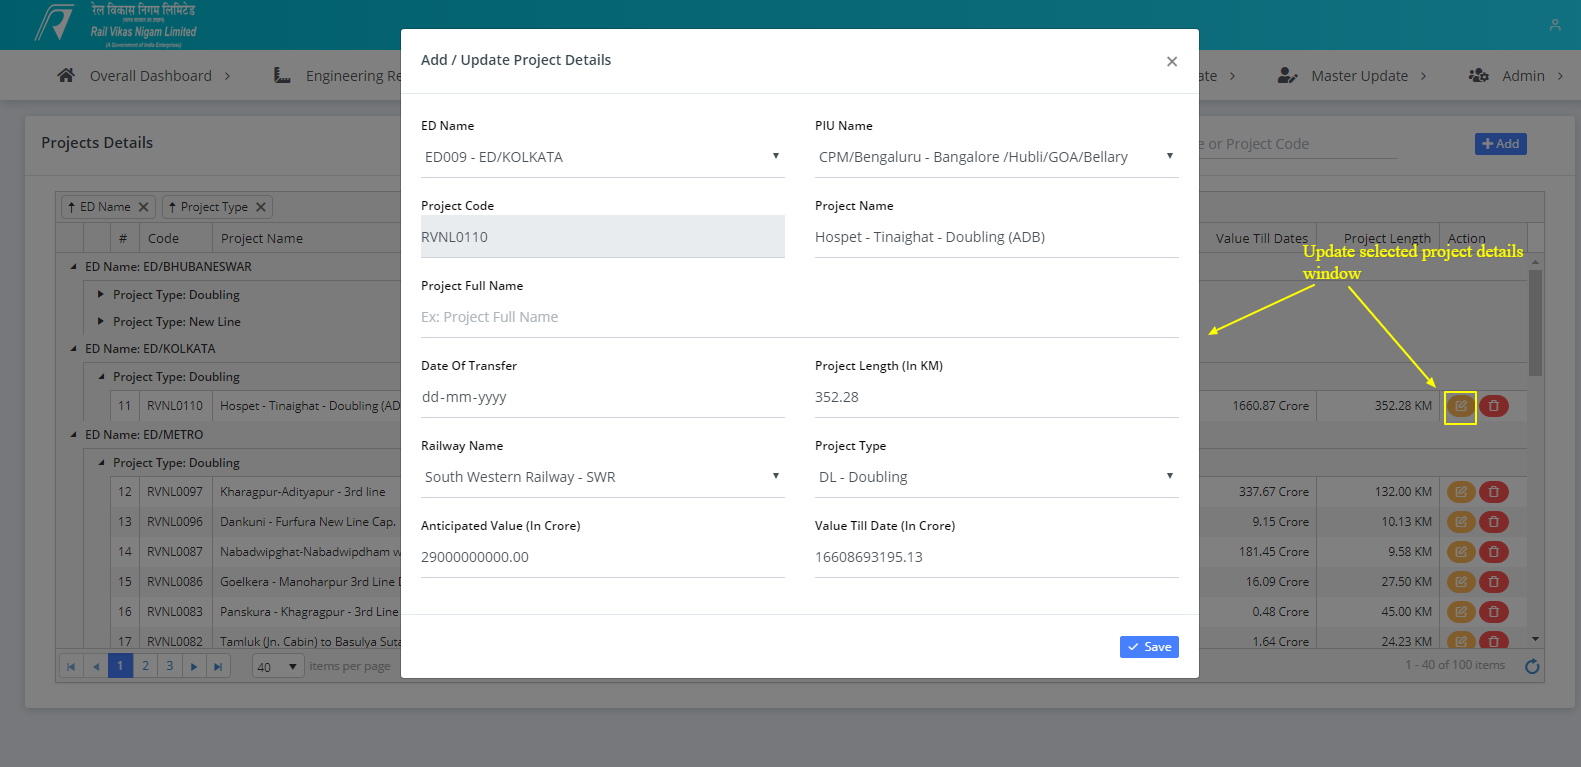 रेल विकास निगम लिमिटेड
(भारत सरकार का उपक्रम)
Rail Vikas Nigam Limited
(A Government of India Enterprise)
Overall Dashboard
Engineering Re
ate
Master Update
Admin
Projects Details
e or Project Code
Add
ED Name
Project Type
# Code Project Name
Value Till Dates Project Length Action
ED Name: ED/BHUBANESWAR
Project Type: Doubling
Project Type: New Line
ED Name: ED/KOLKATA
Project Type: Doubling
11 RVNL0110 Hospet - Tinaighat - Doubling (AD 1660.87 Crore 352.28 KM
ED Name: ED/METRO
Project Type: Doubling
12 RVNL0097 Kharagpur-Adityapur - 3rd line 337.67 Crore 132.00 KM
13 RVNL0096 Dankuni - Furfura New Line Cap. 9.15 Crore 10.13 KM
14 RVNL0087 Nabadwipghat-Nabadwipdham w 181.45 Crore 9.58 KM
15 RVNL0086 Goelkera - Manoharpur 3rd Line 16.09 Crore 27.50 KM
16 RVNL0083 Panskura - Khagragpur - 3rd Line 0.48 Crore 45.00 KM
17 RVNL0082 Tamluk (Jn. Cabin) to Basulya Suta 1.64 Crore 24.23 KM
1 2 3 40 items per page
1 - 40 of 100 items
Add / Update Project Details
ED Name PIU Name
ED009 - ED/KOLKATA CPM/Bengaluru - Bangalore /Hubli/GOA/Bellary
Project Code Project Name
RVNL0110 Hospet - Tinaighat - Doubling (ADB)
Project Full Name
Ex: Project Full Name
Date Of Transfer Project Length (In KM)
dd-mm-yyyy 352.28
Railway Name Project Type
South Western Railway - SWR DL - Doubling
Anticipated Value (In Crore) Value Till Date (In Crore)
29000000000.00 16608693195.13
Save
Update selected project details
window